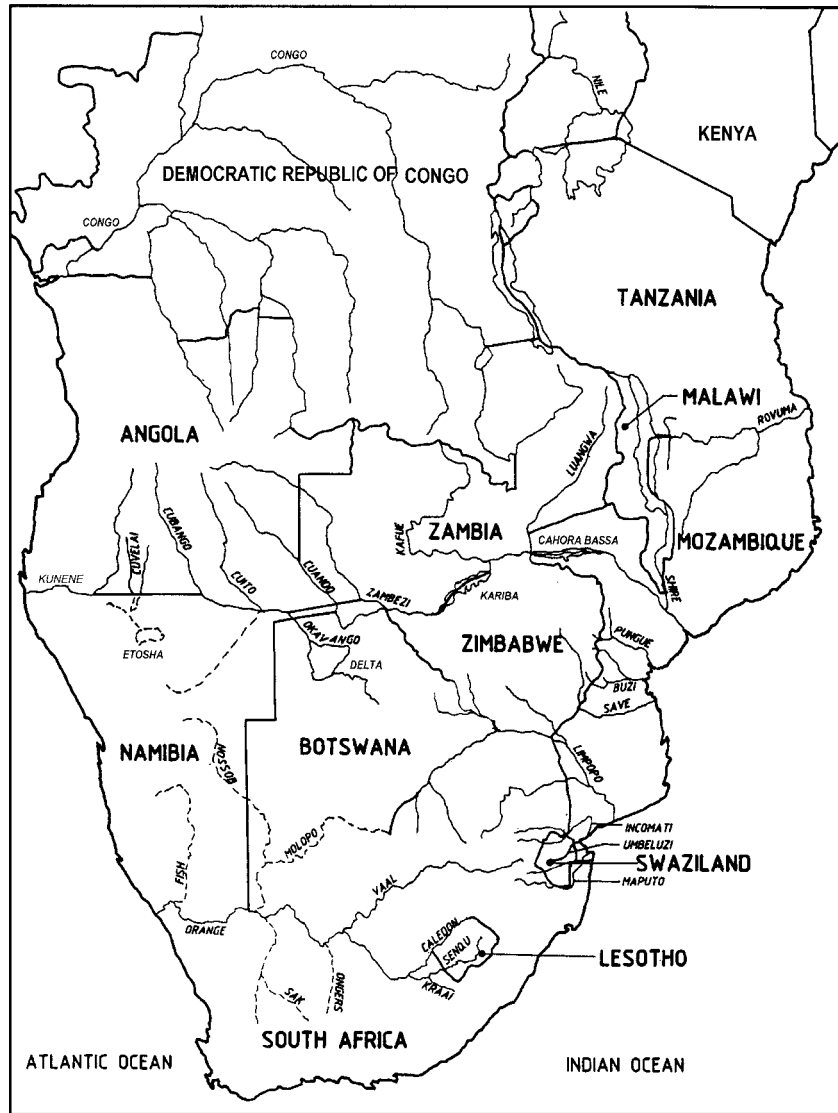 CONGO
NILE
KENYA
DEMOCRATIC REPUBLIC OF CONGO
CONGO
TANZANIA
MALAWI
ROVUMA
ANGOLA
LUANGWA
CUVELAI
CUBANGO
KAFUE
ZAMBIA
CAHORA BASSA
MOZAMBIQUE
KUNENE
CUITO
CUANDO
ZAMBEZI
KARIBA
SHIRE
ETOSHA
OKAVANGO
DELTA
ZIMBABWE
PUNGUE
BUZI
SAVE
NAMIBIA
NOSSOB
BOTSWANA
LIMPOPO
MOLOPO
INCOMATI
UMBELUZI
SWAZILAND
MAPUTO
FISH
VAAL
ORANGE
CALEDON
SENQU
LESOTHO
KRAAI
SAK
ONGERS
SOUTH AFRICA
ATLANTIC OCEAN
INDIAN OCEAN